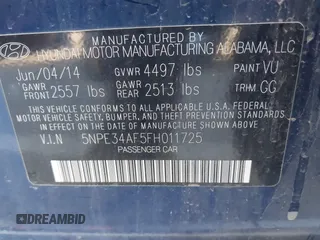 HYUNDAI MOTOR MANUFACTURING ALABAMA, LLC
Jun/04/14 GVWR 4497 lbs PAINT VU
GAWR FRONT 2557 lbs GAWR REAR 2513 lbs TRIM GG
THIS VEHICLE CONFORMS TO ALL APPLICABLE
U.S. FEDERAL MOTOR VEHICLE
SAFETY, BUMPER, AND THEFT PREVENTION STANDARDS
IN EFFECT ON THE DATE OF MANUFACTURE SHOWN ABOVE.
V.I.N 5NPE34AF5FH011725
PASSENGER CAR
DREAMBID